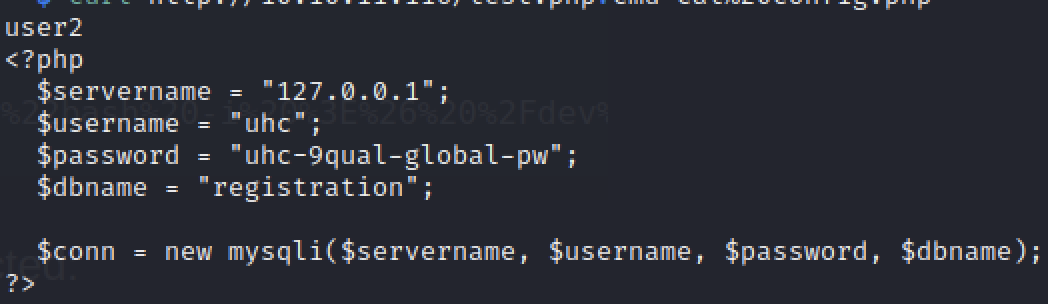 user2
<?php
$servername = "127.0.0.1";
$username = "uhc";
$password = "uhc-9qual-global-pw";
$dbname = "registration";
$conn = new mysqli($servername, $username, $password, $dbname);
?>